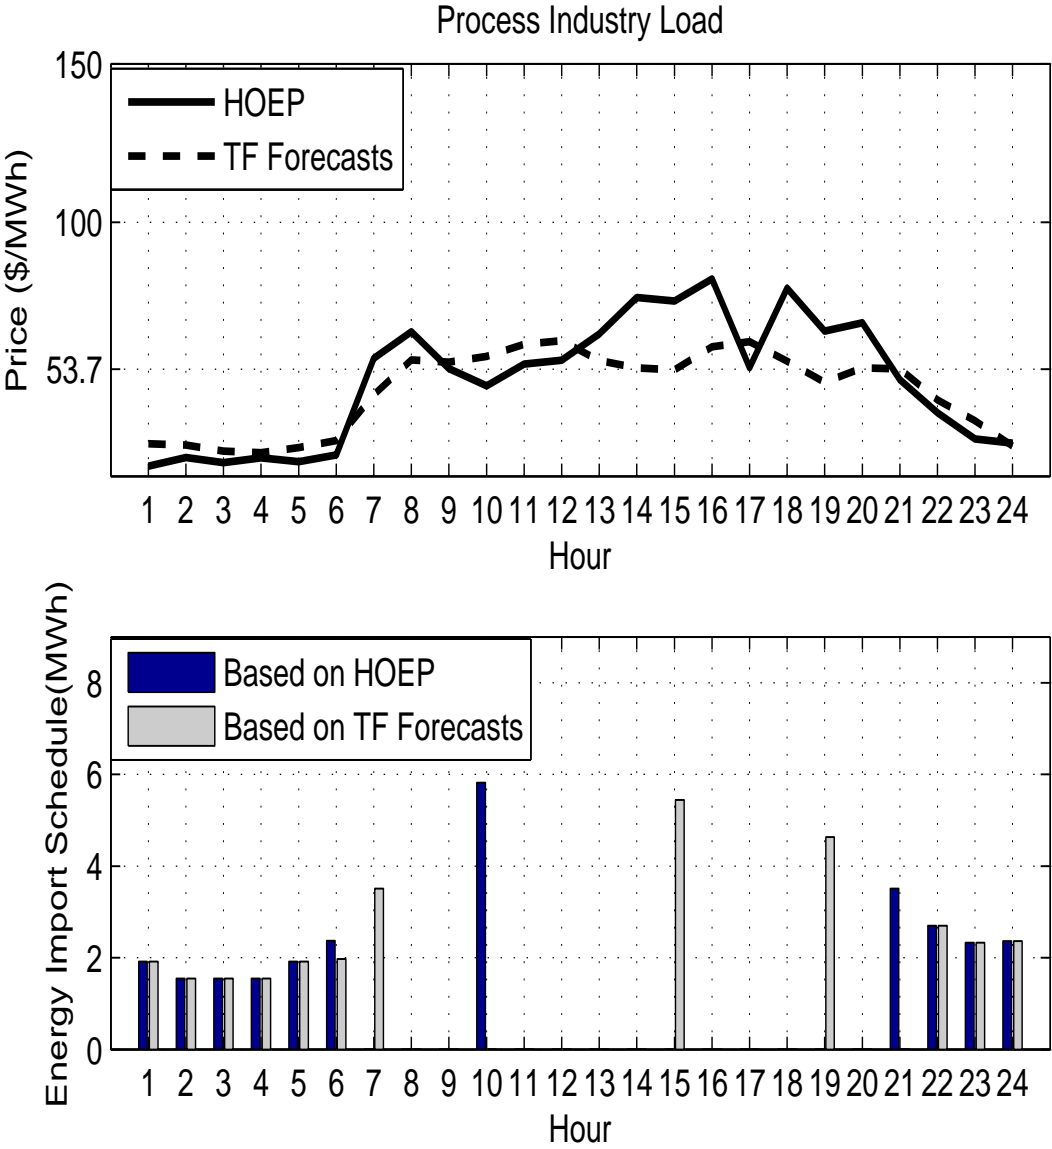 Process Industry Load
150
100
53.7
Price ($/MWh)
HOEP
TF Forecasts
1 2 3 4 5 6 7 8 9 10 11 12 13 14 15 16 17 18 19 20 21 22 23 24
Hour
Energy Import Schedule(MWh)
8
6
4
2
0
Based on HOEP
Based on TF Forecasts
1 2 3 4 5 6 7 8 9 10 11 12 13 14 15 16 17 18 19 20 21 22 23 24
Hour